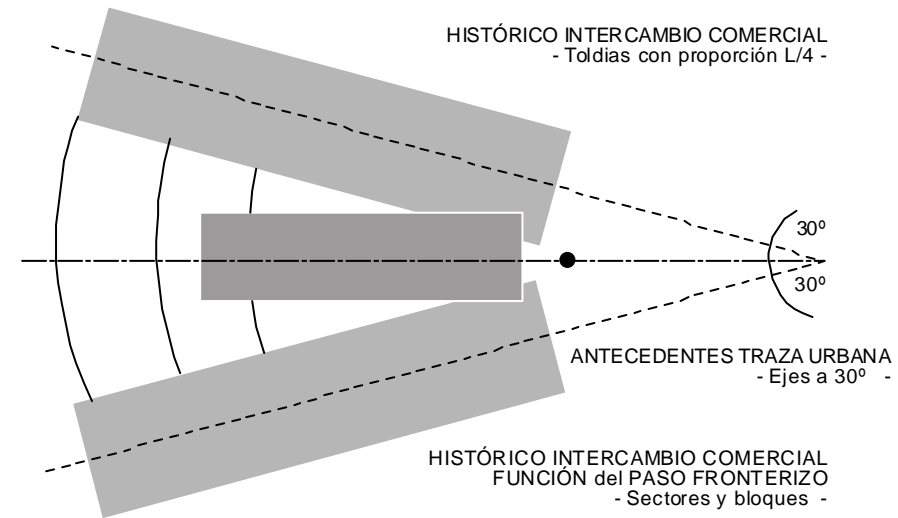 HISTÓRICO INTERCAMBIO COMERCIAL
- Toldias con proporción L/4 -
30º
30º
ANTECEDENTES TRAZA URBANA
- Ejes a 30º -
HISTÓRICO INTERCAMBIO COMERCIAL
FUNCIÓN del PASO FRONTERIZO
- Sectores y bloques -